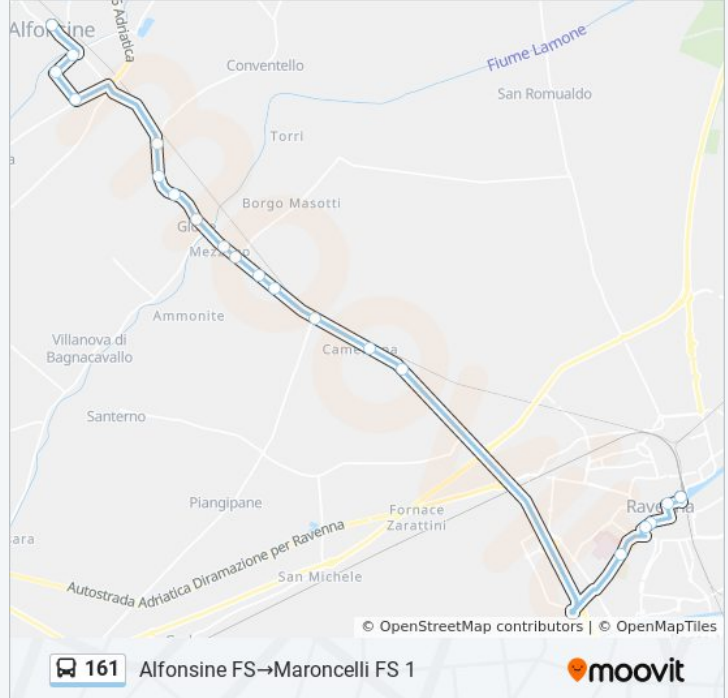 Alfonsine
S Adriatica
Fiume Lamone
Conventello
San Romualdo
Torri
Borgo Masotti
Mezzano
Ammonite
Villanova di
Bagnacavallo
Camerlona
Santerno
Piangipane
Fornace
Zarattini
Ravenna
Autostrada Adriatica Diramazione per Ravenna
San Michele
© OpenStreetMap contributors | © OpenMapTiles
161 Alfonsine FS→Maroncelli FS 1
moovit